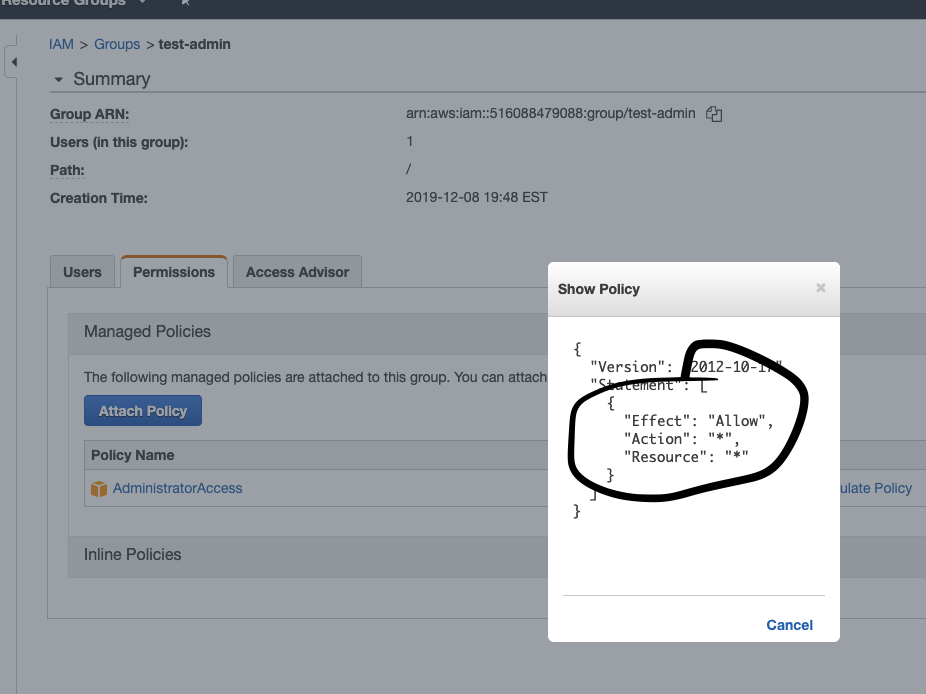 Resource Groups
IAM > Groups > test-admin
Summary
Group ARN: arn:aws:iam::516088479088:group/test-admin
Users (in this group): 1
Path: /
Creation Time: 2019-12-08 19:48 EST
Users Permissions Access Advisor
Managed Policies
The following managed policies are attached to this group. You can attach
Attach Policy
Policy Name
AdministratorAccess ulate Policy
Inline Policies
Show Policy ×
{
"Version": "2012-10-17",
"Statement": [
{
"Effect": "Allow",
"Action": "*",
"Resource": "*"
}
]
}
Cancel